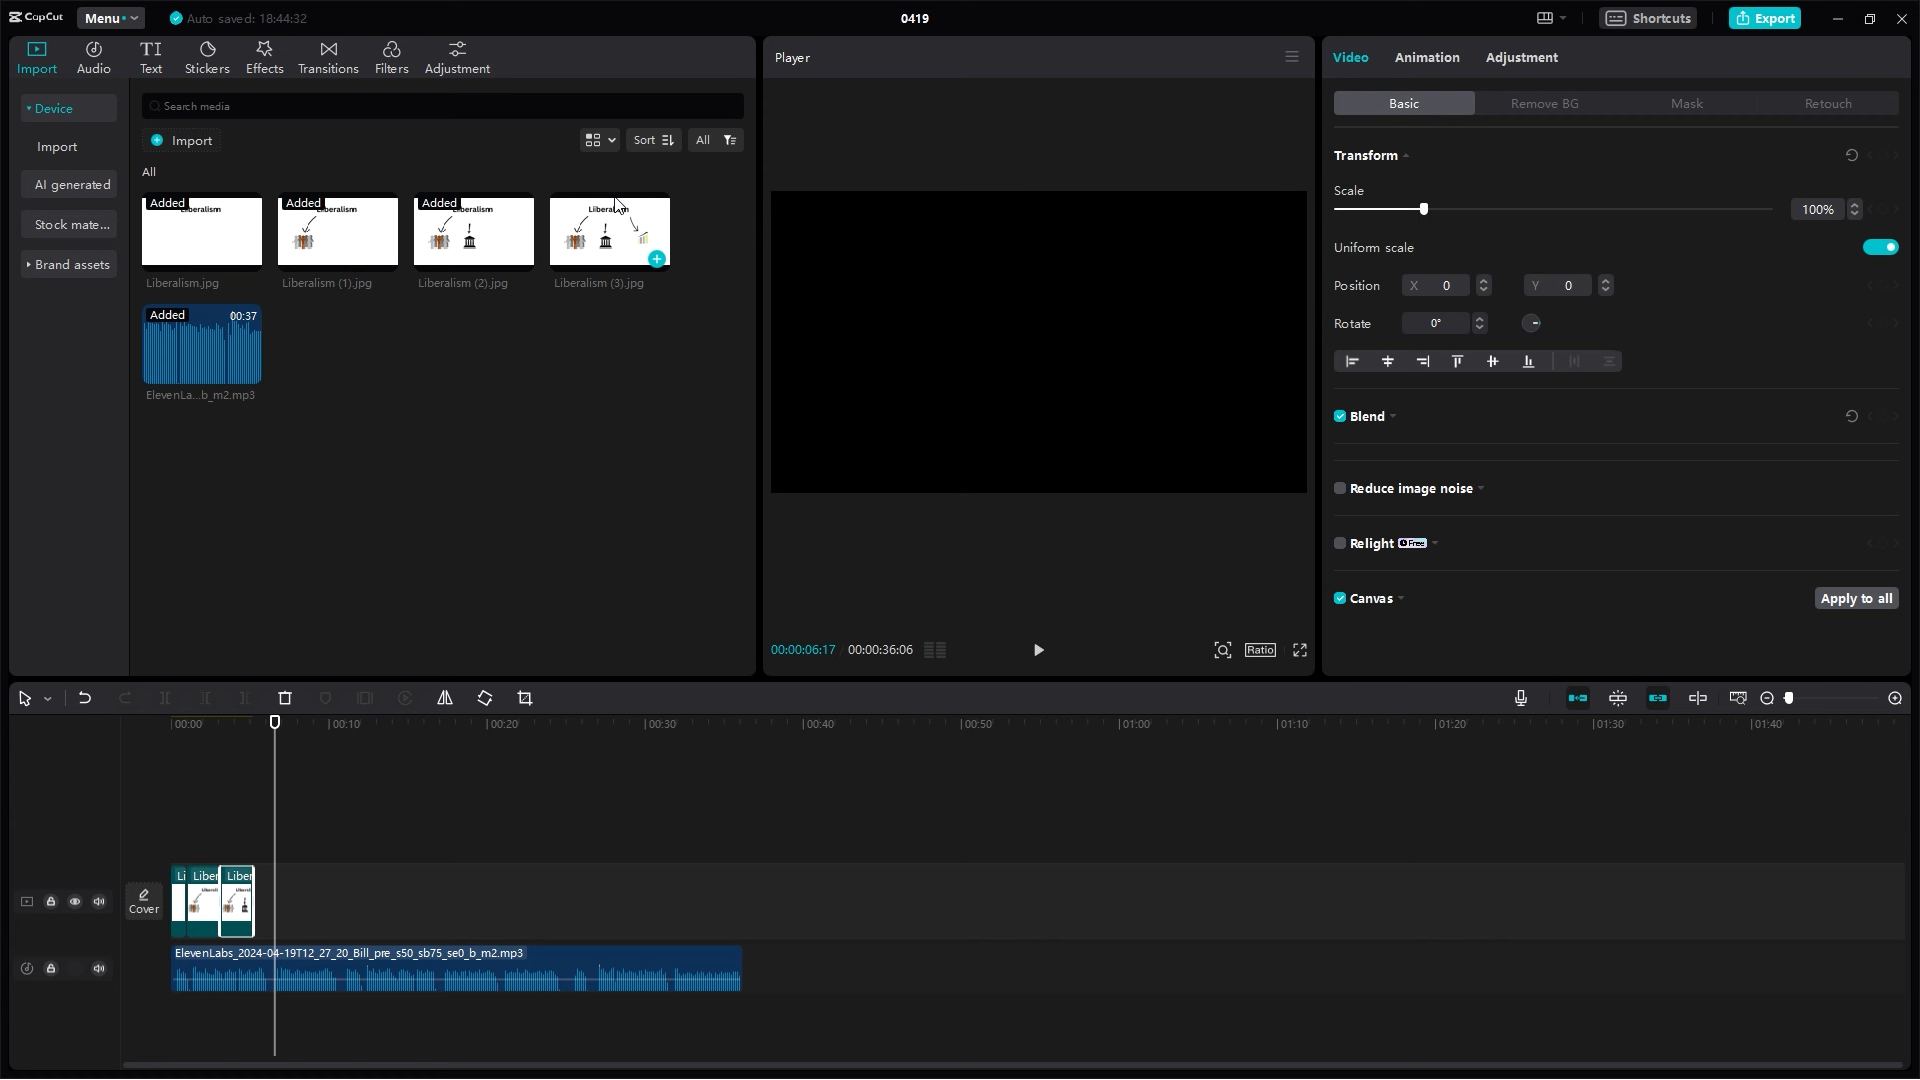 CapCut
Menu
Auto saved: 18:44:32
0419
Shortcuts
Export
Import
Audio
TI
Text
Stickers
Effects
Transitions
Filters
Adjustment
Device
Import
AI generated
Stock mate...
Brand assets
Search media
Import
Sort
All
All
Added
Liberalism
Liberalism.jpg
Added
Liberalism
Liberalism (1).jpg
Added
Liberalism
Liberalism (2).jpg
Liberalism
Liberalism (3).jpg
Added
00:37
ElevenLa...b_m2.mp3
Player
00:00:06:17
00:00:36:06
Ratio
Video
Animation
Adjustment
Basic
Remove BG
Mask
Retouch
Transform
Scale
100%
Uniform scale
Position
X 0
Y 0
Rotate
0°
Blend
Reduce image noise
Relight
Free
Canvas
Apply to all
00:00
00:10
00:20
00:30
00:40
00:50
01:00
01:10
01:20
01:30
01:40
Cover
Li
Liber
Liber
ElevenLabs_2024-04-19T12_27_20_Bill_pre_s50_sb75_se0_b_m2.mp3